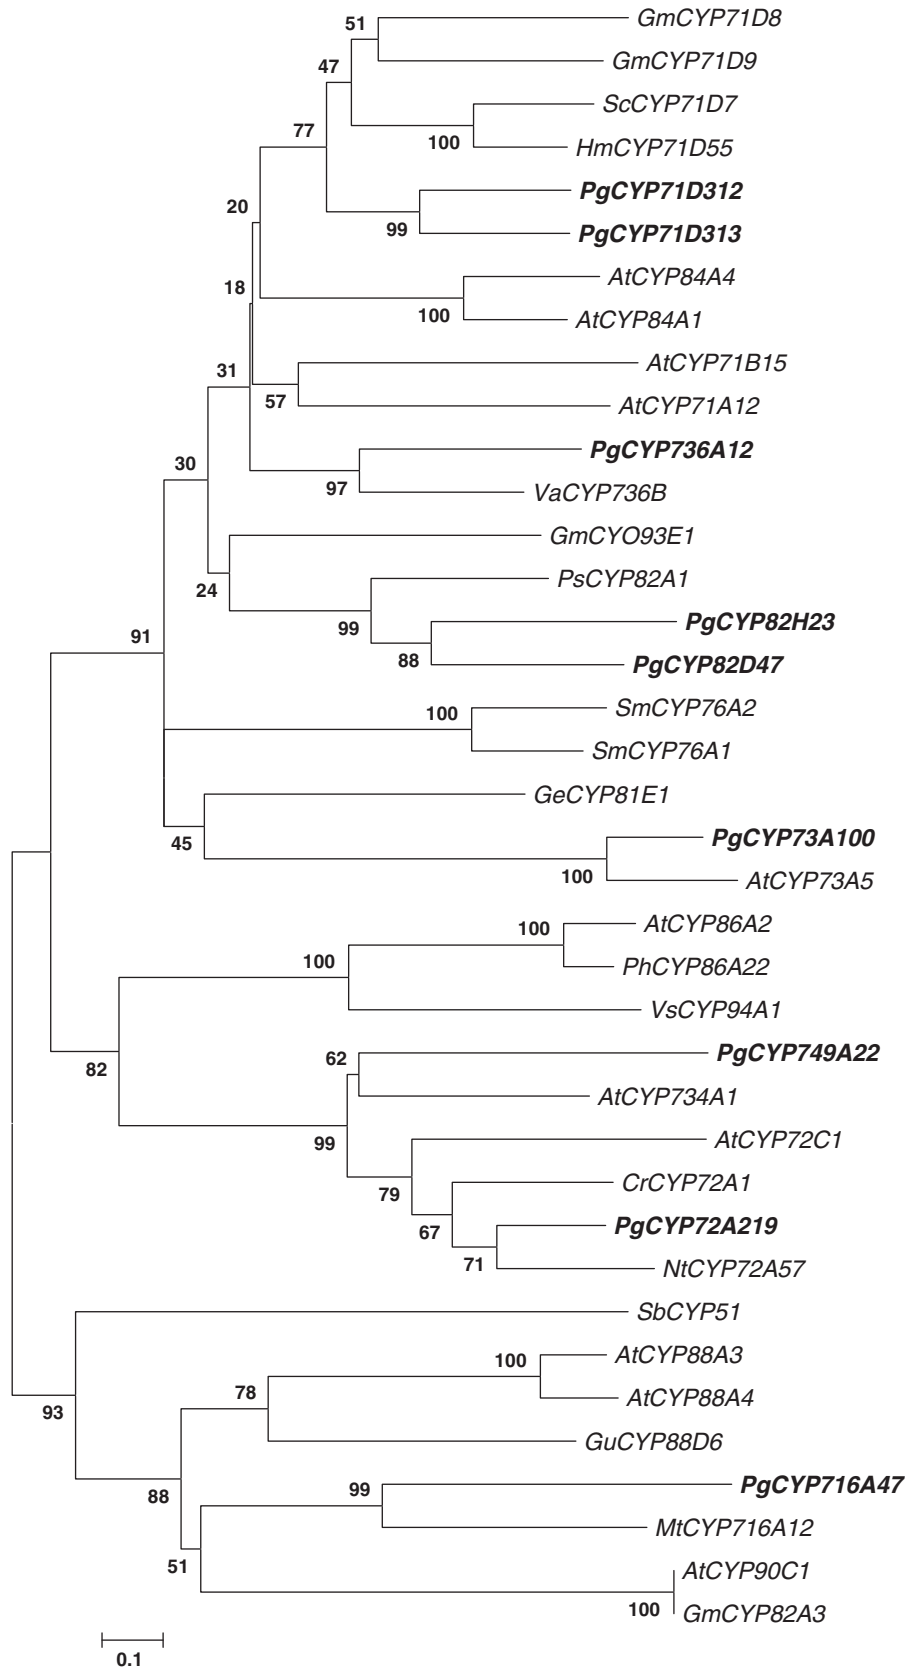 51
GmCYP71D8
GmCYP71D9
47
ScCYP71D7
77
100
HmCYP71D55
PgCYP71D312
20
99
PgCYP71D313
AtCYP84A4
18
100
AtCYP84A1
AtCYP71B15
31
57
AtCYP71A12
PgCYP736A12
30
97
VaCYP736B
GmCYO93E1
PsCYP82A1
24
PgCYP82H23
99
91
88
PgCYP82D47
SmCYP76A2
100
SmCYP76A1
GeCYP81E1
45
PgCYP73A100
100
AtCYP73A5
AtCYP86A2
100
100
PhCYP86A22
VsCYP94A1
82
62
PgCYP749A22
AtCYP734A1
99
AtCYP72C1
79
CrCYP72A1
67
PgCYP72A219
71
NtCYP72A57
SbCYP51
100
AtCYP88A3
78
AtCYP88A4
93
GuCYP88D6
88
99
PgCYP716A47
MtCYP716A12
51
AtCYP90C1
100
GmCYP82A3
0.1